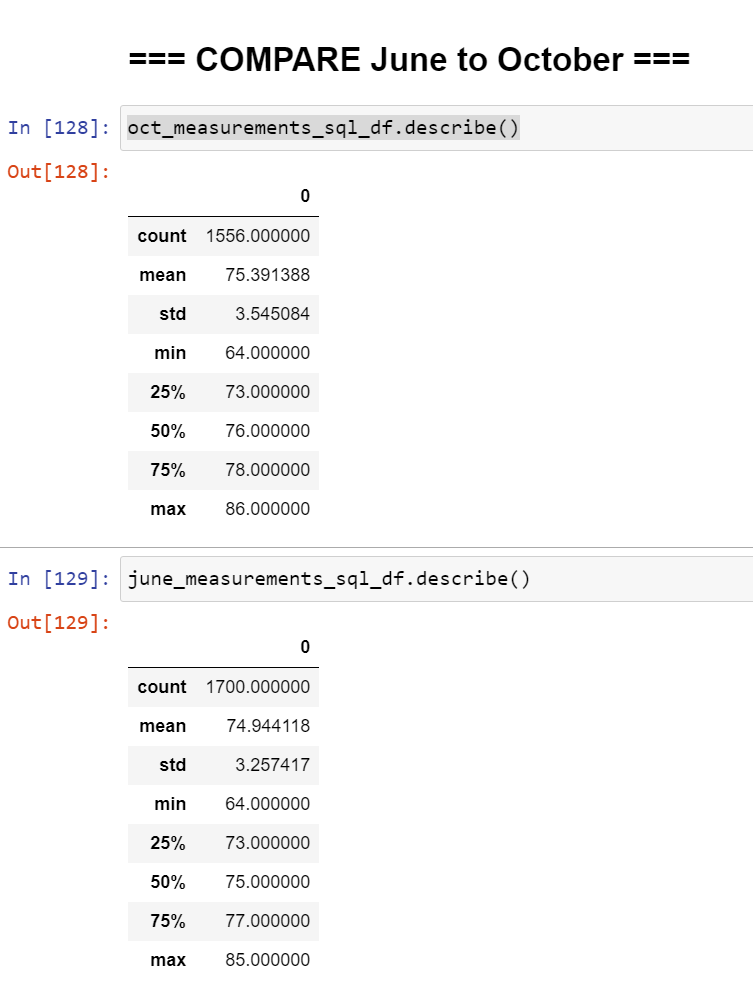 === COMPARE June to October ===
In [128]: oct_measurements_sql_df.describe()
Out[128]:
0
count 1556.000000
mean 75.391388
std 3.545084
min 64.000000
25% 73.000000
50% 76.000000
75% 78.000000
max 86.000000
In [129]: june_measurements_sql_df.describe()
Out[129]:
0
count 1700.000000
mean 74.944118
std 3.257417
min 64.000000
25% 73.000000
50% 75.000000
75% 77.000000
max 85.000000